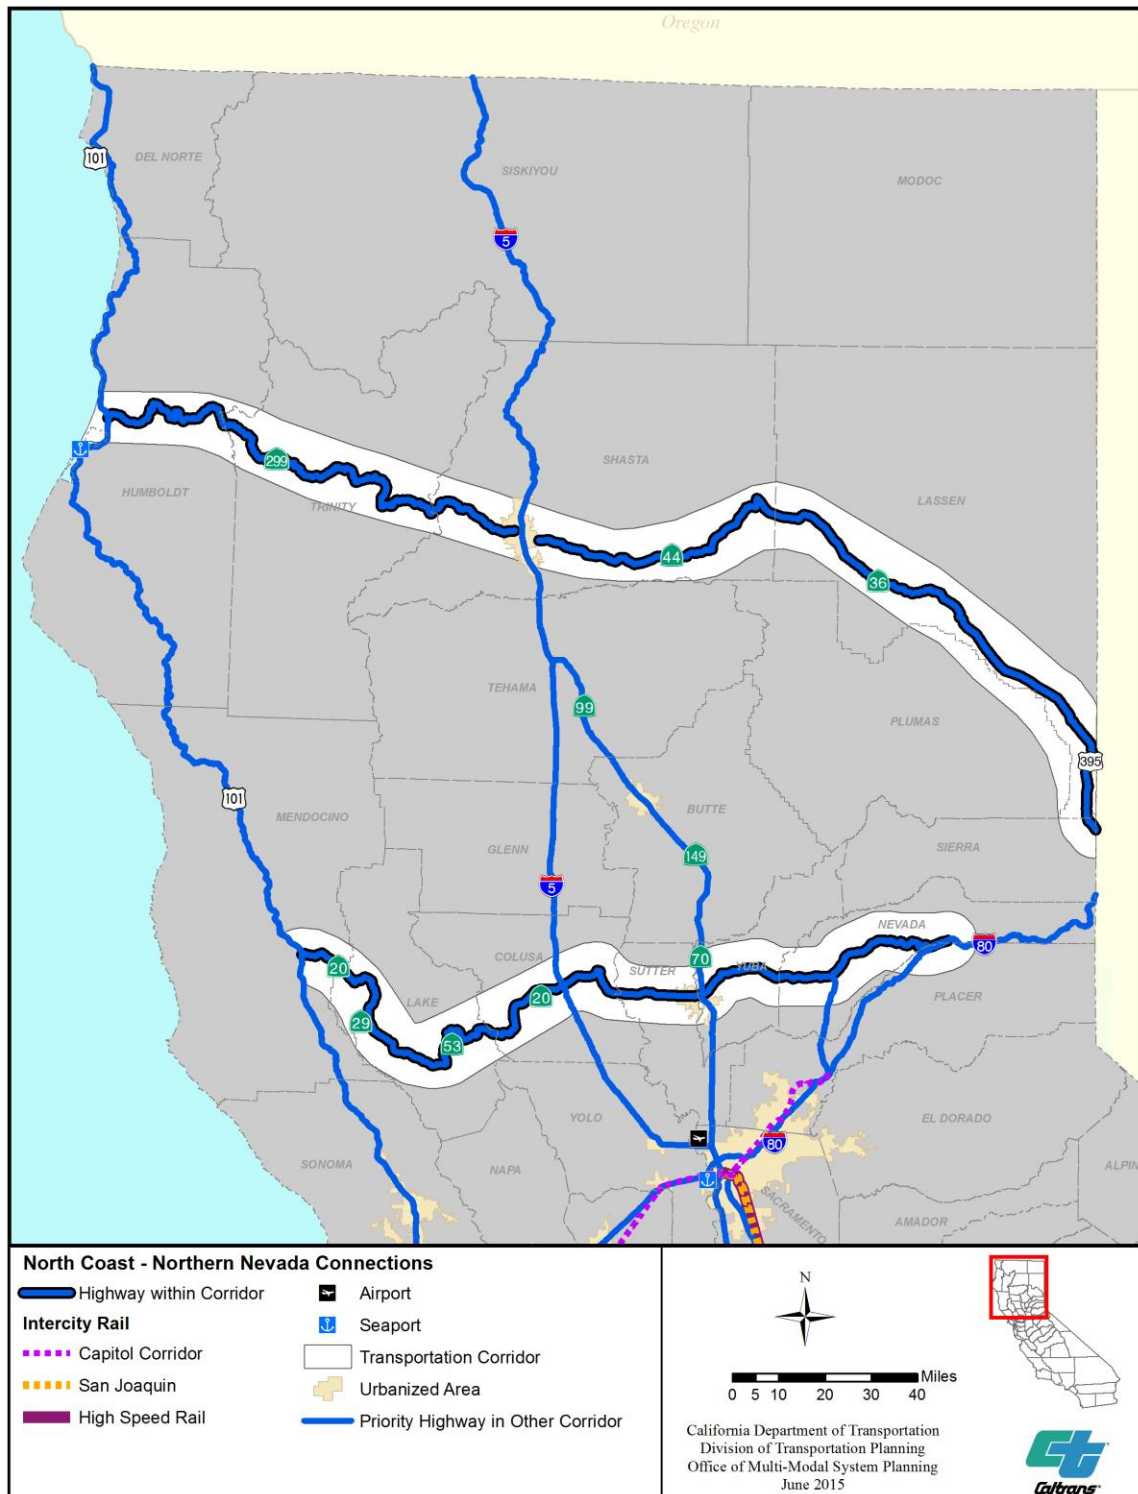 Oregon
101
DEL NORTE
SISKIYOU
MODOC
5
299
SHASTA
HUMBOLDT
TRINITY
LASSEN
44
36
TEHAMA
99
PLUMAS
395
101
MENDOCINO
BUTTE
GLENN
149
SIERRA
5
NEVADA
80
20
COLUSA
SUTTER
70
YUBA
LAKE
20
PLACER
29
53
YOLO
EL DORADO
80
SONOMA
NAPA
ALPIN
SACRAMENTO
AMADOR
North Coast - Northern Nevada Connections
Highway within Corridor
Airport
Intercity Rail
Seaport
Capitol Corridor
Transportation Corridor
San Joaquin
Urbanized Area
High Speed Rail
Priority Highway in Other Corridor
N
Miles
0 5 10 20 30 40
California Department of Transportation
Division of Transportation Planning
Office of Multi-Modal System Planning
June 2015
ct
Caltrans